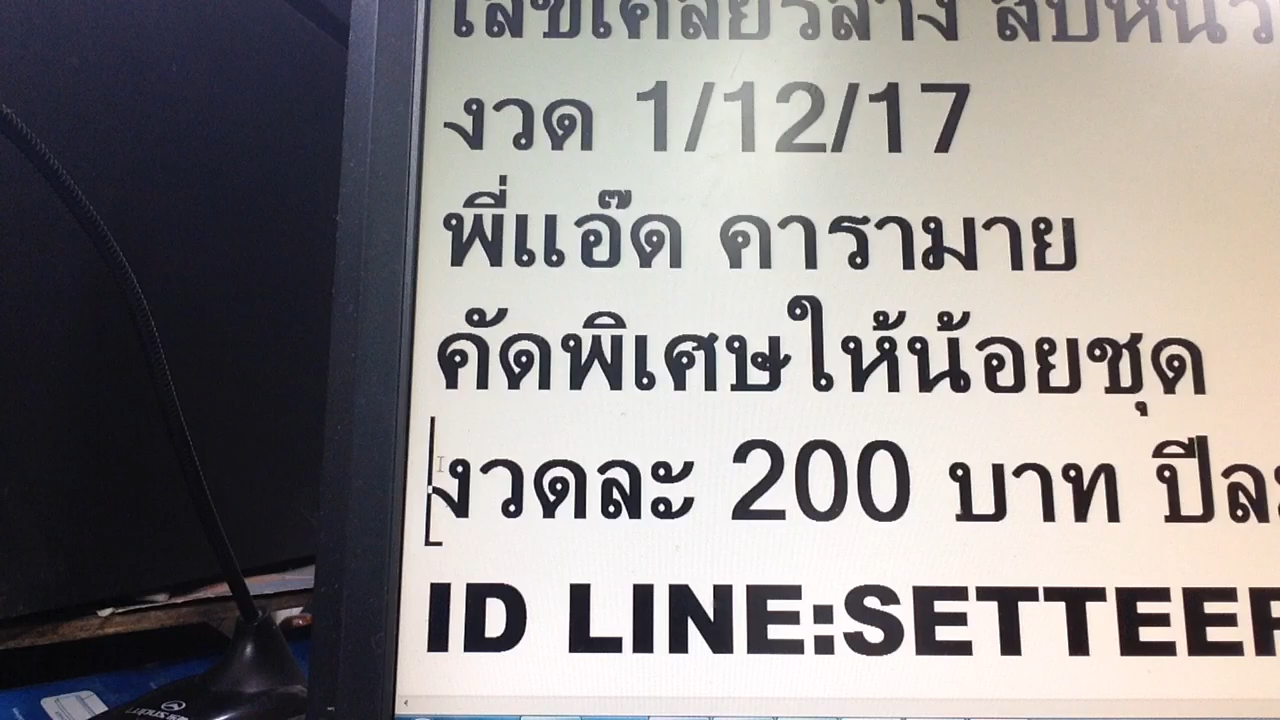 งวด 1/12/17
พี่แอ๊ด คารามาย
คัดพิเศษให้น้อยชุด
งวดละ 200 บาท
ID LINE:SETTEE